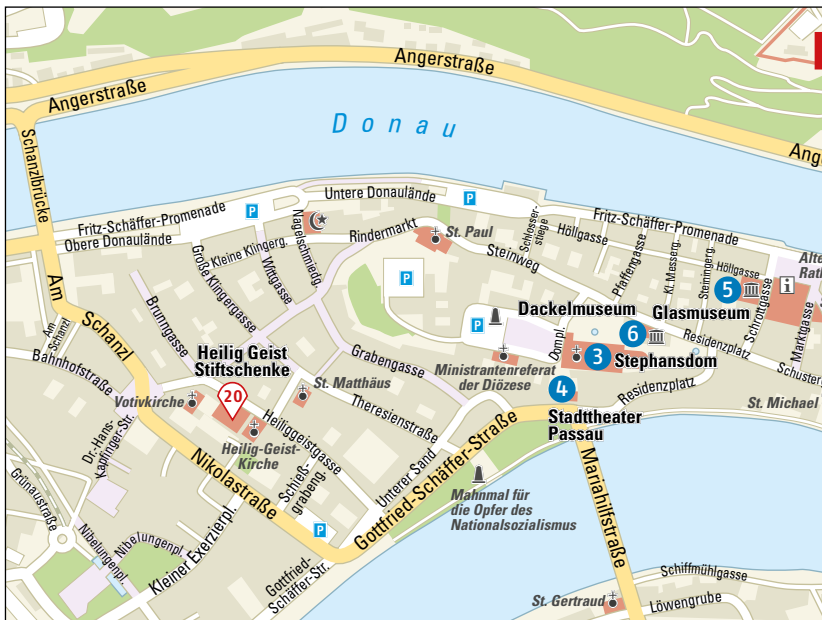 Angerstraße
Angerstraße
Ang
Donau
Schanzlbrücke
Untere Donaulände
Fritz-Schäffer-Promenade
Obere Donaulände
Fritz-Schäffer-Promenade
Nagelschmiedg.
Rindermarkt
St. Paul
Schlosser-
stiege
Höllgasse
Kleine Klingerg.
Wittgasse
Große Klingergasse
Steinweg
Pfaffengasse
Kl. Messerg.
Steiningerg.
Höllgasse
Alte
Rath
5
Glasmuseum
Schrottgasse
Marktgasse
Am Schanzl
Am
Schanzl
Brunngasse
Dackelmuseum
6
Residenzplatz
Dompl.
3
Stephansdom
Heilig Geist
Stiftschenke
20
Grabengasse
Ministrantenreferat
der Diözese
Schuster
Bahnhofstraße
St. Matthäus
4
Stadttheater
Passau
Residenzplatz
St. Michael
Votivkirche
Theresienstraße
Heiliggeistgasse
Heilig-Geist-
Kirche
Dr.-Hans-
Kapfinger-Str.
Nikolastraße
Schieß-
grabeng.
Unterer Sand
Gottfried-Schäffer-Straße
Mariahilfstraße
Mahnmal für
die Opfer des
Nationalsozialismus
Grünaustraße
Nibelungenpl.
Nibelungenpl.
Kleiner Exerzierpl.
Gottfried-
Schäffer-Str.
Schiffmühlgasse
St. Gertraud
Löwengrube
P
P
P
P
P
i